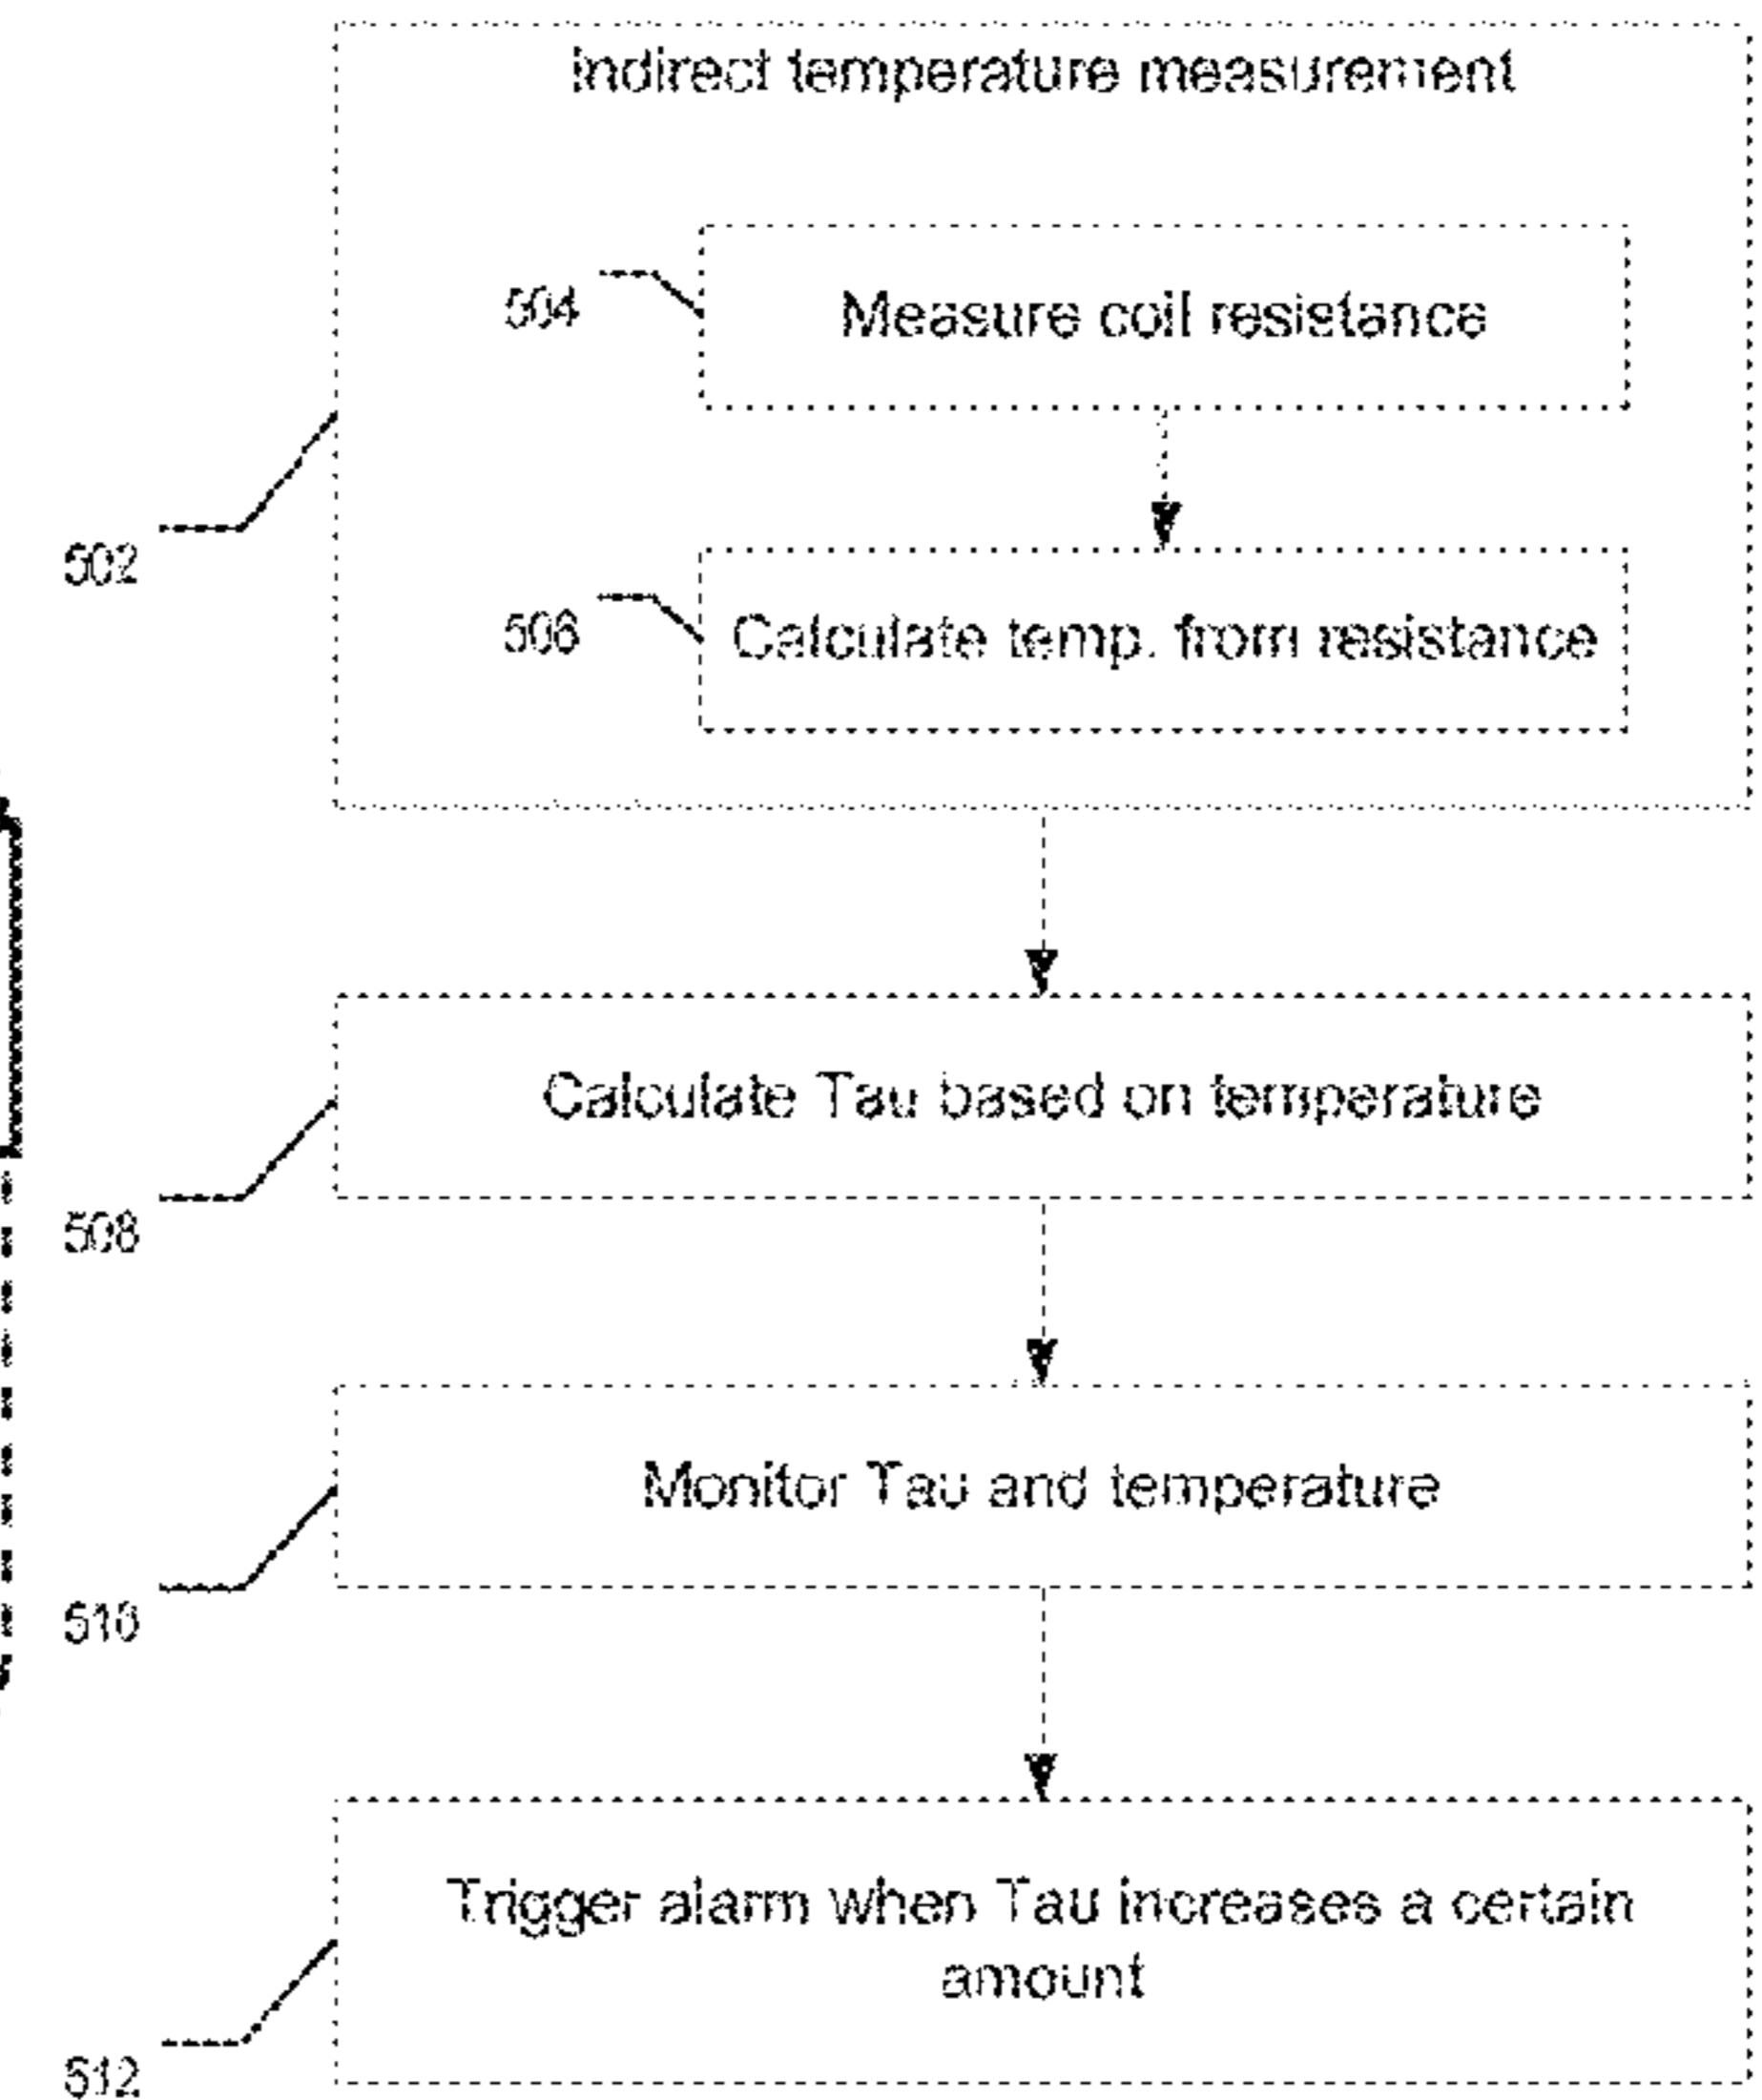 Indirect temperature measurement
504
Measure coil resistance
502
506
Calculate temp. from resistance
Calculate Tau based on temperature
508
Monitor Tau and temperature
510
Trigger alarm when Tau increases a certain
amount
512